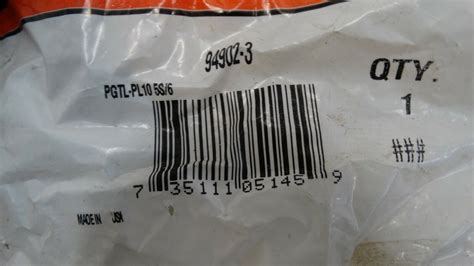 94902-3
QTY.
PGTL-PL10 5S/6
1
###
7 35111 05145 9
MADE IN USA